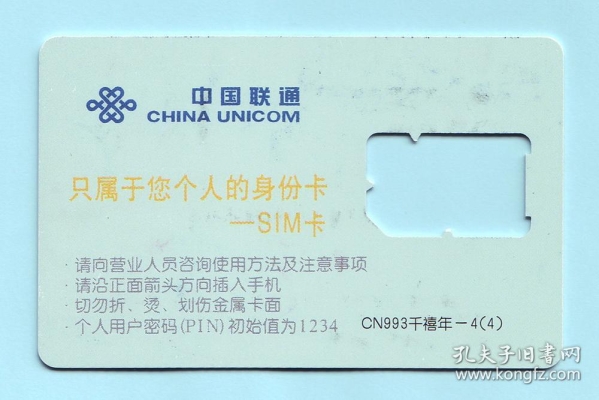 中国联通
CHINA UNICOM
只属于您个人的身份卡
—SIM卡
·请向营业人员咨询使用方法及注意事项
·请沿正面箭头方向插入手机
·切勿折、烫、划伤金属卡面
·个人用户密码(PIN)初始值为1234
CN993千禧年－4(4)
孔夫子旧书网
www.kongfz.com